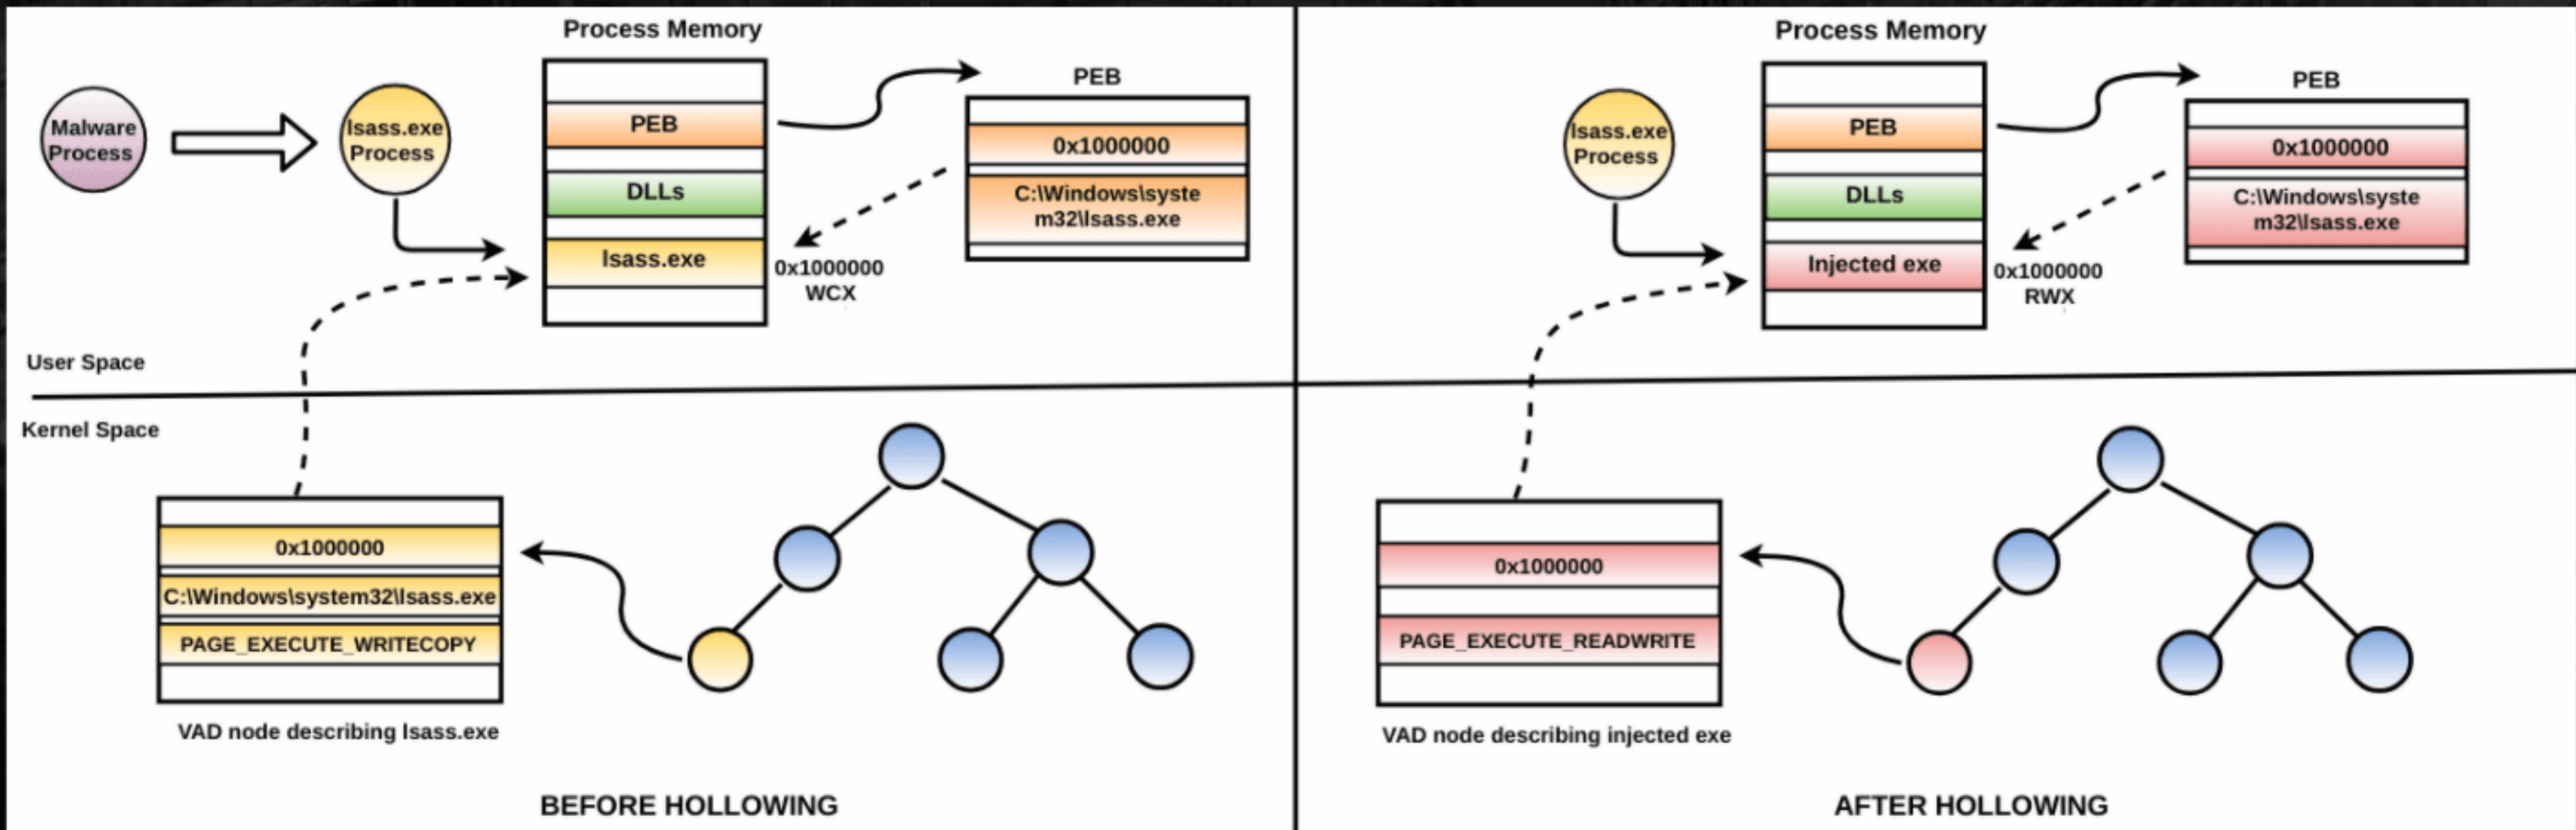 Process Memory
Malware
Process
lsass.exe
Process
PEB
DLLs
lsass.exe
PEB
0x1000000
C:\Windows\syste
m32\lsass.exe
0x1000000
WCX
User Space
Kernel Space
0x1000000
C:\Windows\system32\lsass.exe
PAGE_EXECUTE_WRITECOPY
VAD node describing lsass.exe
BEFORE HOLLOWING
Process Memory
lsass.exe
Process
PEB
DLLs
Injected exe
PEB
0x1000000
C:\Windows\syste
m32\lsass.exe
0x1000000
RWX
0x1000000
PAGE_EXECUTE_READWRITE
VAD node describing injected exe
AFTER HOLLOWING